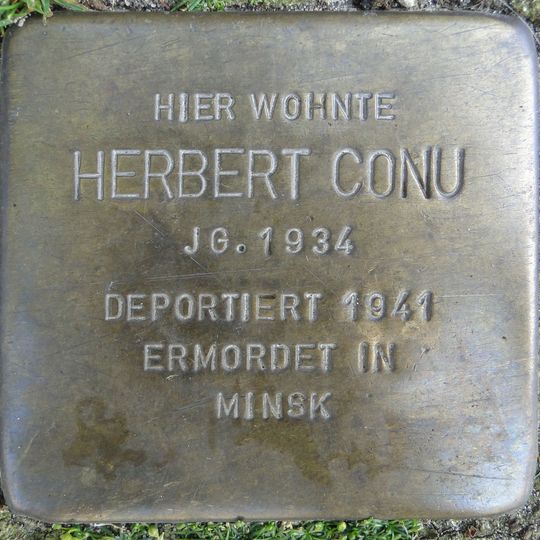 HIER WOHNTE
HERBERT CONU
JG. 1934
DEPORTIERT 1941
ERMORDET IN
MINSK